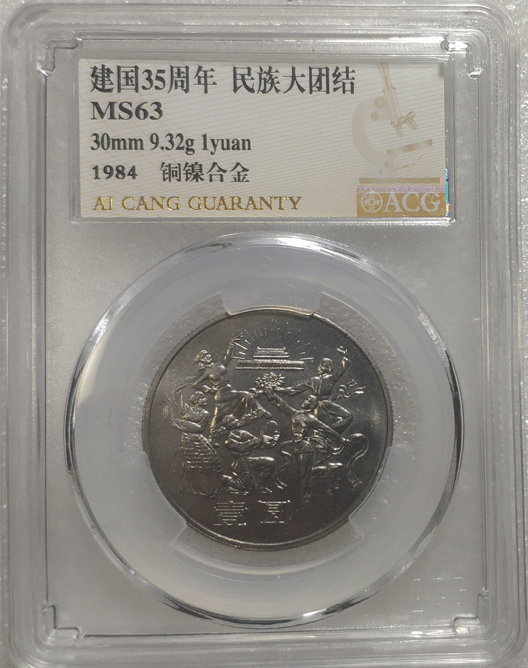 建国35周年 民族大团结
MS63
30mm 9.32g 1yuan
1984 铜镍合金
AI CANG GUARANTY
ACG
壹 圆